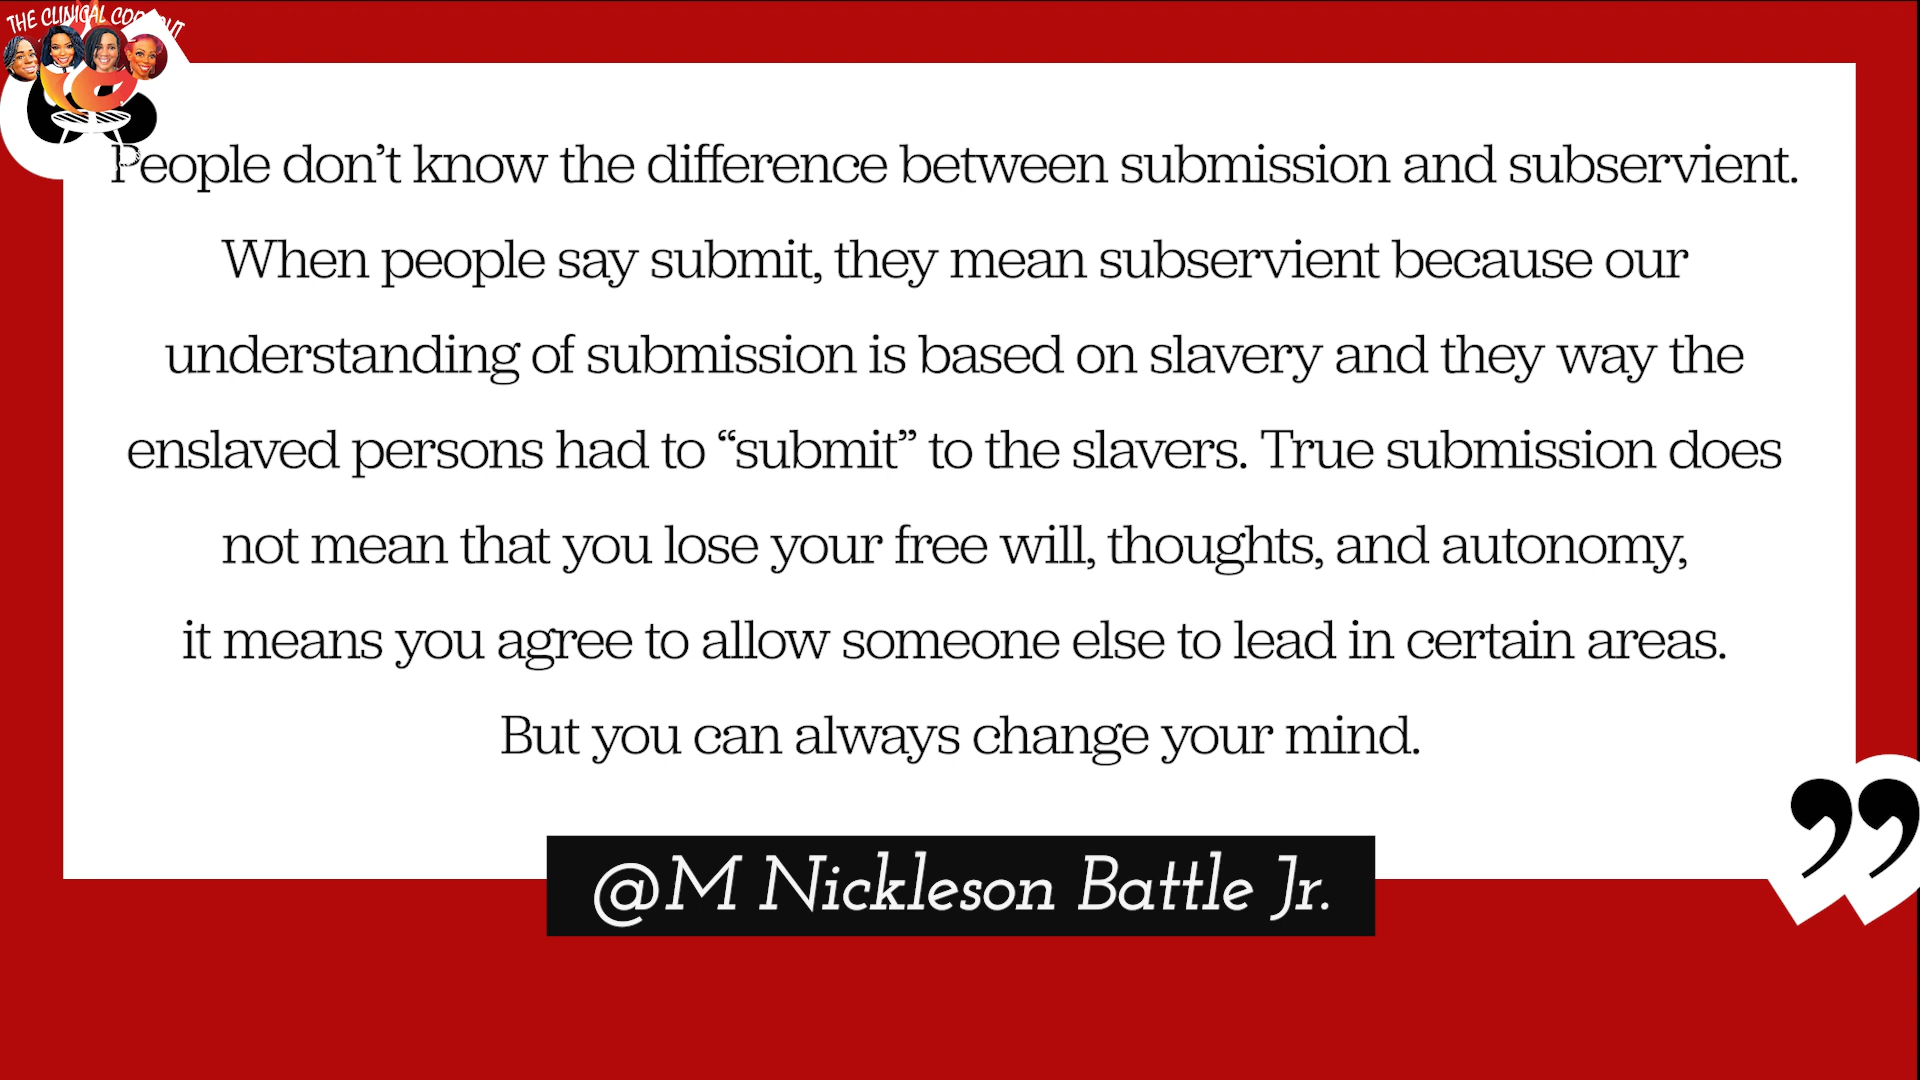 THE CLINICAL
People don’t know the difference between submission and subservient.
When people say submit, they mean subservient because our
understanding of submission is based on slavery and they way the
enslaved persons had to “submit” to the slavers. True submission does
not mean that you lose your free will, thoughts, and autonomy,
it means you agree to allow someone else to lead in certain areas.
But you can always change your mind.
@M Nickleson Battle Jr.